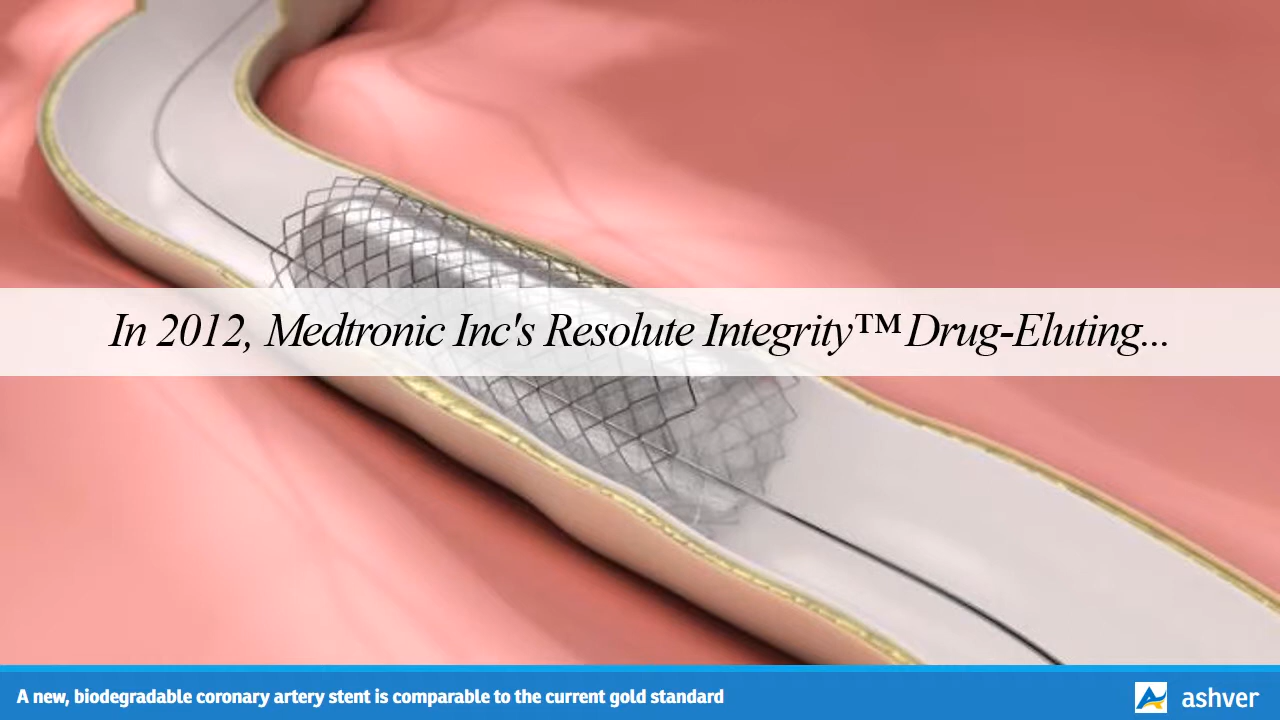 In 2012, Medtronic Inc's Resolute Integrity™ Drug-Eluting...
A new, biodegradable coronary artery stent is comparable to the current gold standard
ashver